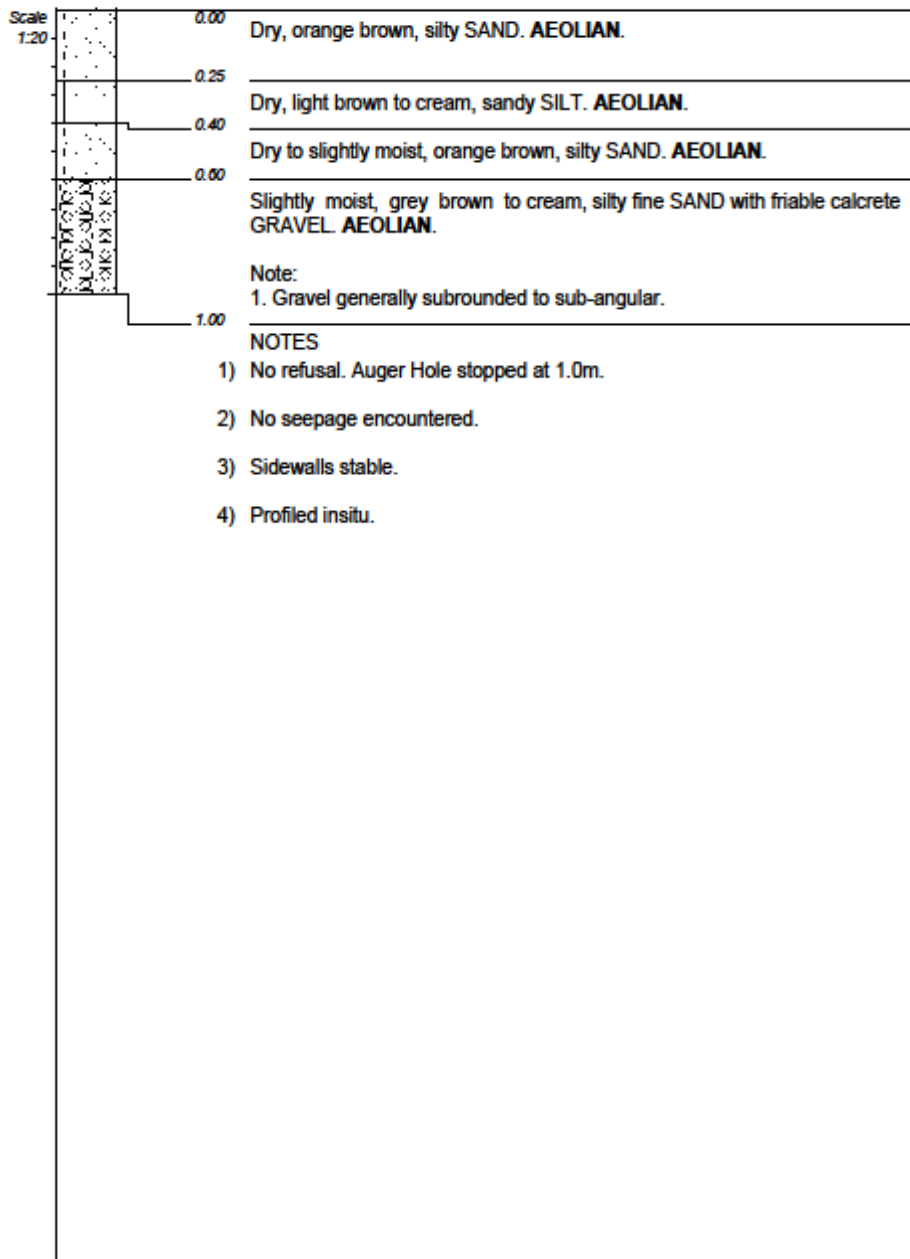 Scale
1:20
0.00
Dry, orange brown, silty SAND. AEOLIAN.
0.25
Dry, light brown to cream, sandy SILT. AEOLIAN.
0.40
Dry to slightly moist, orange brown, silty SAND. AEOLIAN.
0.60
Slightly moist, grey brown to cream, silty fine SAND with friable calcrete
GRAVEL. AEOLIAN.
Note:
1. Gravel generally subrounded to sub-angular.
1.00
NOTES
1) No refusal. Auger Hole stopped at 1.0m.
2) No seepage encountered.
3) Sidewalls stable.
4) Profiled insitu.